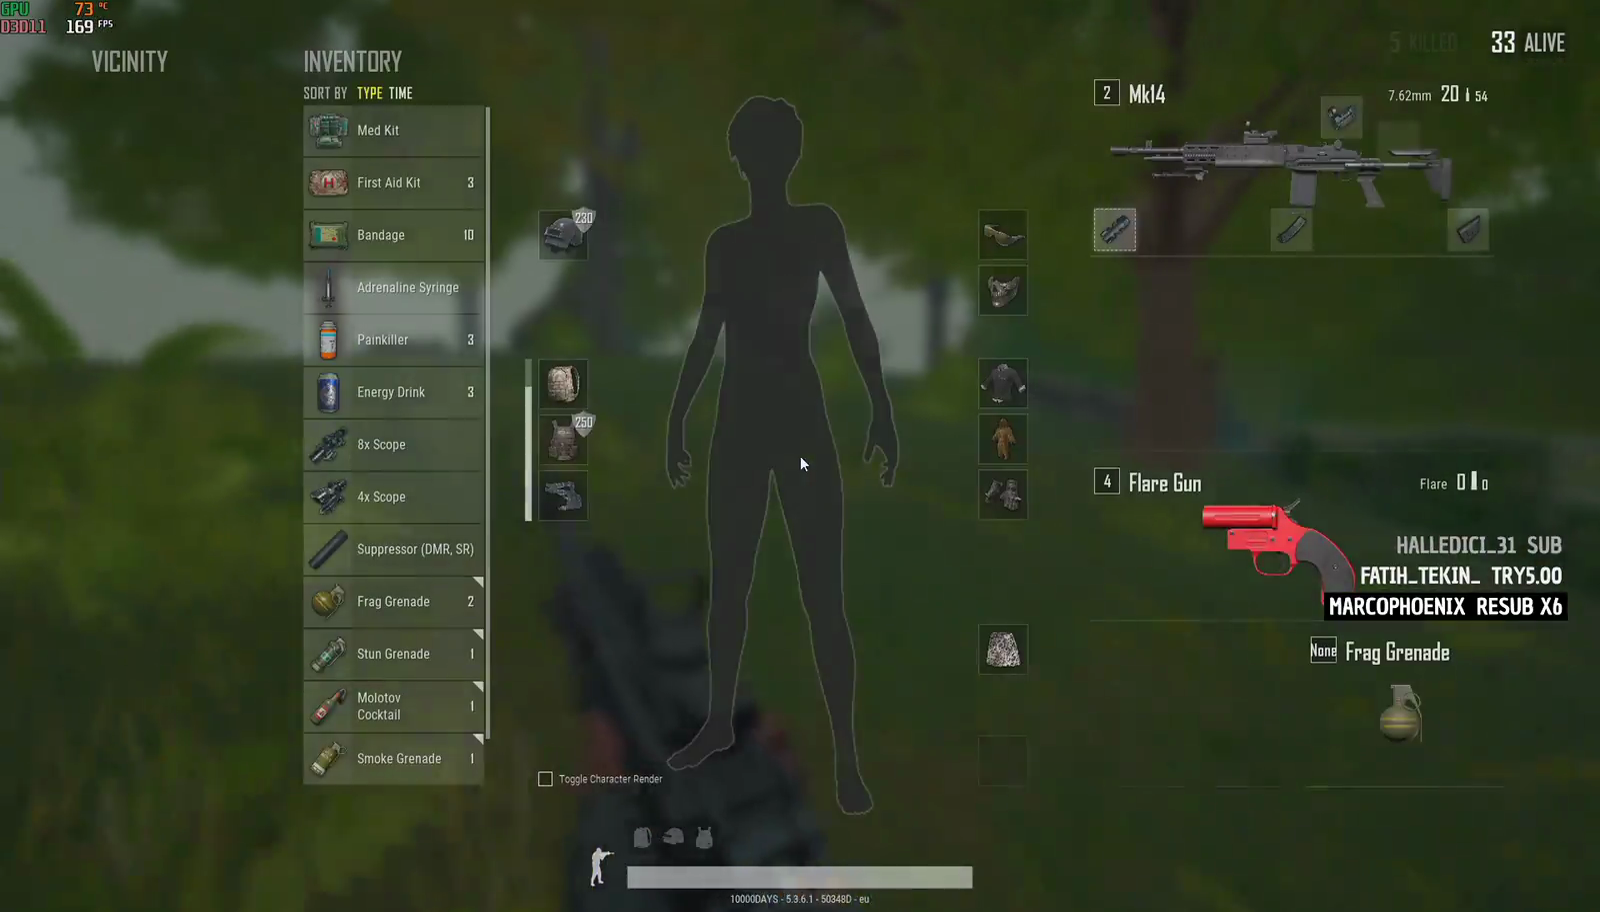 GPU 73 °C
D3D11 169 FPS
VICINITY
INVENTORY
5 KILLED 33 ALIVE
SORT BY TYPE TIME
Med Kit
First Aid Kit 3
Bandage 10
Adrenaline Syringe
Painkiller 3
Energy Drink 3
8x Scope
4x Scope
Suppressor (DMR, SR)
Frag Grenade 2
Stun Grenade 1
Molotov
Cocktail 1
Smoke Grenade 1
230
250
Toggle Character Render
2 Mk14 7.62mm 20 54
4 Flare Gun Flare 0 0
HALLEDICI_31 SUB
FATIH_TEKIN_ TRY5.00
MARCOPHOENIX RESUB X6
None Frag Grenade
10000DAYS - 5.3.6.1 - 50348D - eu